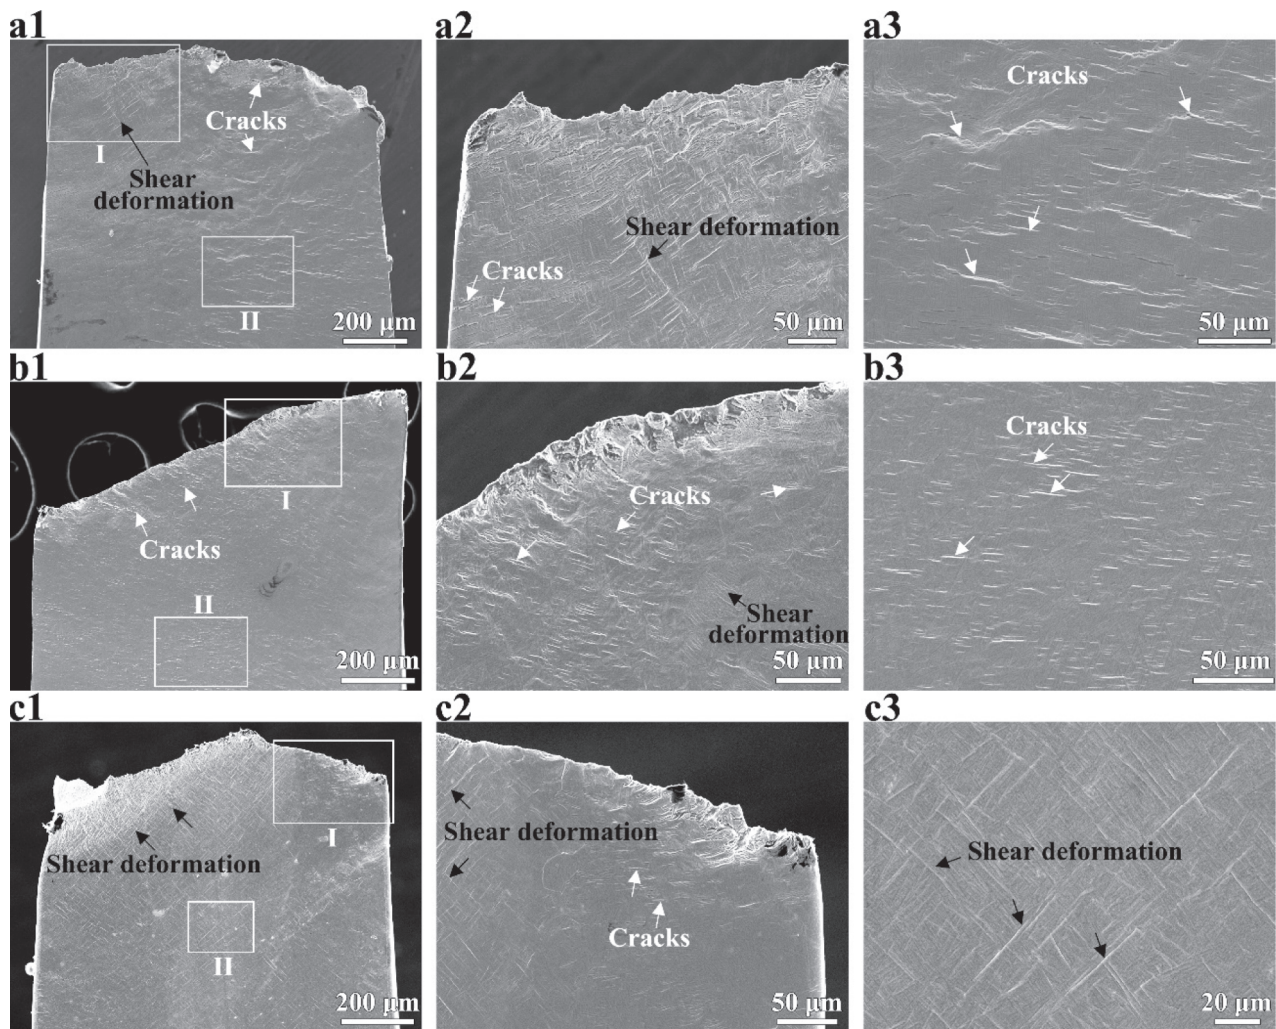 a1
a2
a3
Cracks
Shear
deformation
I
II
200 μm
Shear deformation
Cracks
50 μm
Cracks
50 μm
b1
b2
b3
I
Cracks
II
200 μm
Cracks
Shear
deformation
50 μm
Cracks
50 μm
c1
c2
c3
Shear deformation
I
II
200 μm
Shear deformation
Cracks
50 μm
Shear deformation
20 μm